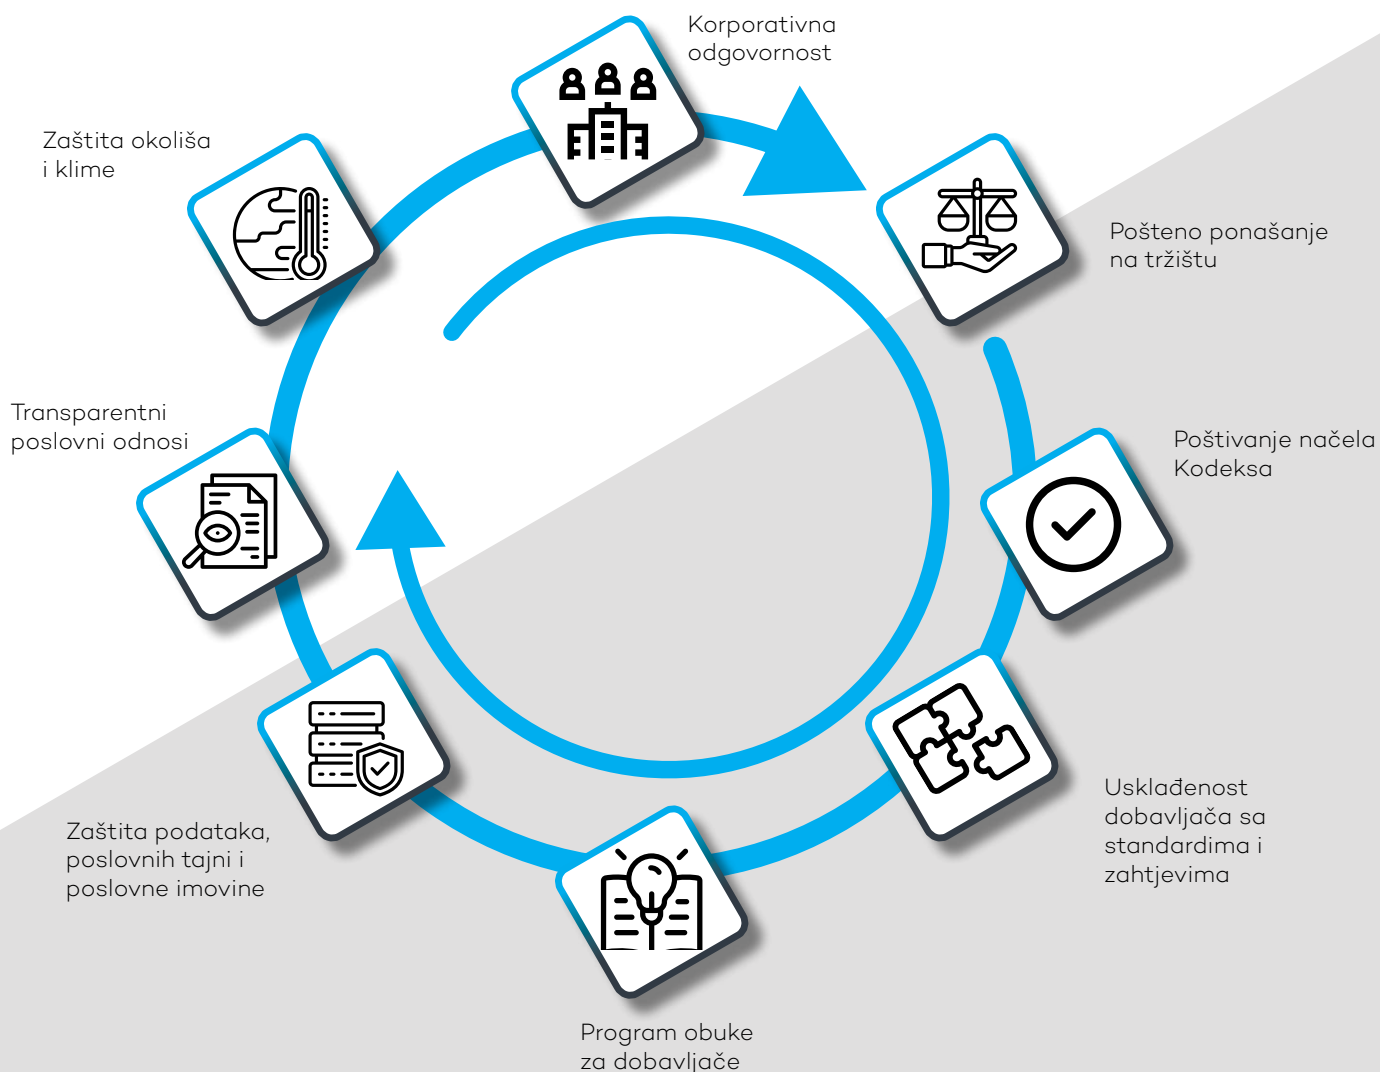 Korporativna
odgovornost
Zaštita okoliša
i klime
Pošteno ponašanje
na tržištu
Transparentni
poslovni odnosi
Poštivanje načela
Kodeksa
Usklađenost
dobavljača sa
standardima i
zahtjevima
Zaštita podataka,
poslovnih tajni i
poslovne imovine
Program obuke
za dobavljače